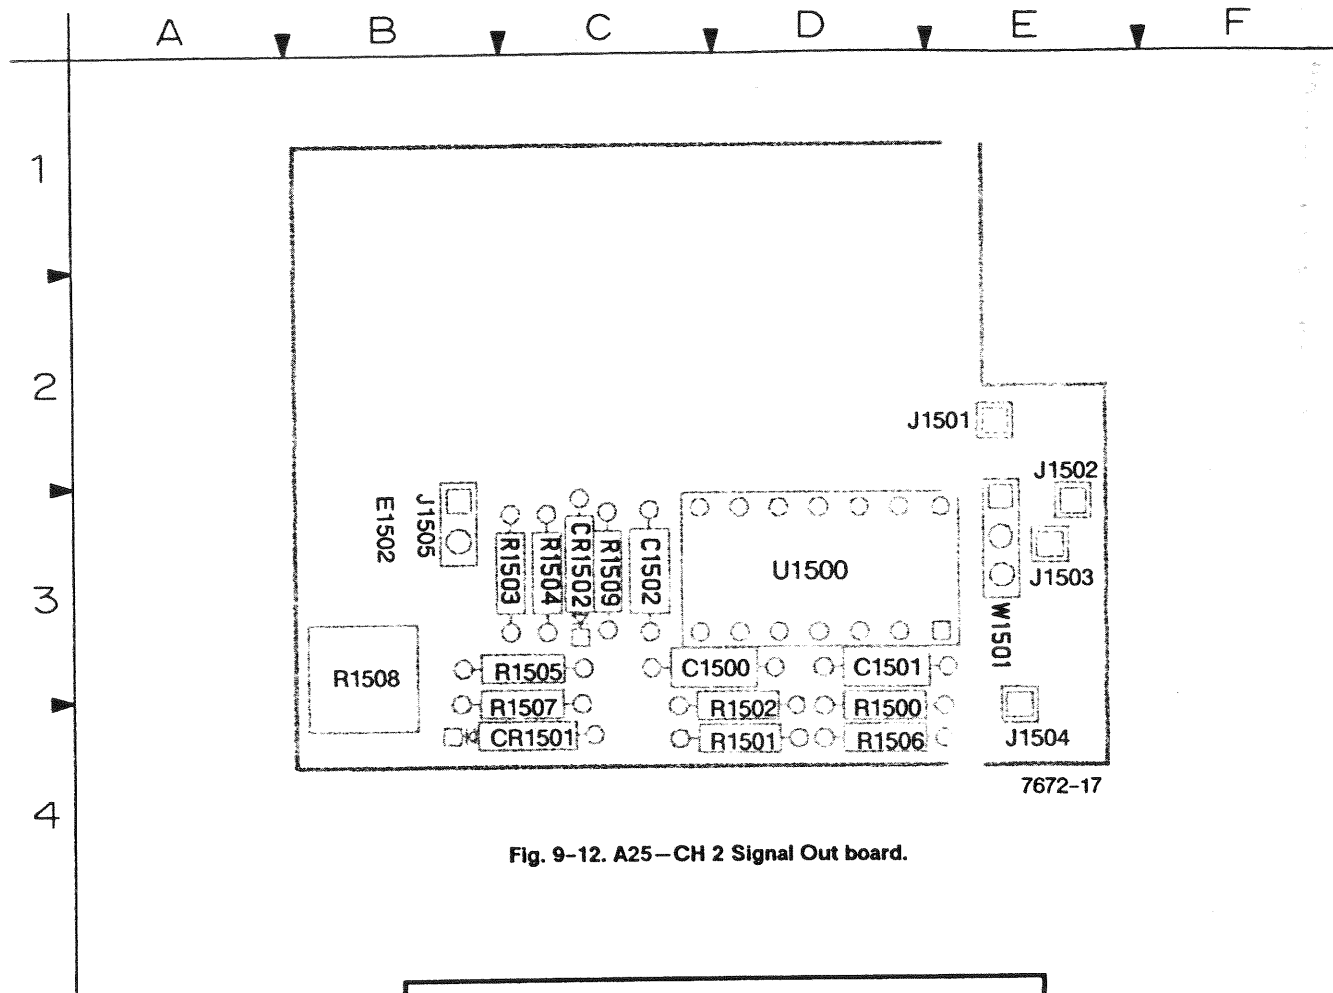 A B C D E F
1
2
J1501
J1502
E1502
J1505
R1503
R1504
CR1502
R1509
C1502
U1500
J1503
3
W1501
R1508
R1505
C1500
C1501
R1507
R1502
R1500
CR1501
R1501
R1506
J1504
7672-17
4
Fig. 9-12. A25—CH 2 Signal Out board.